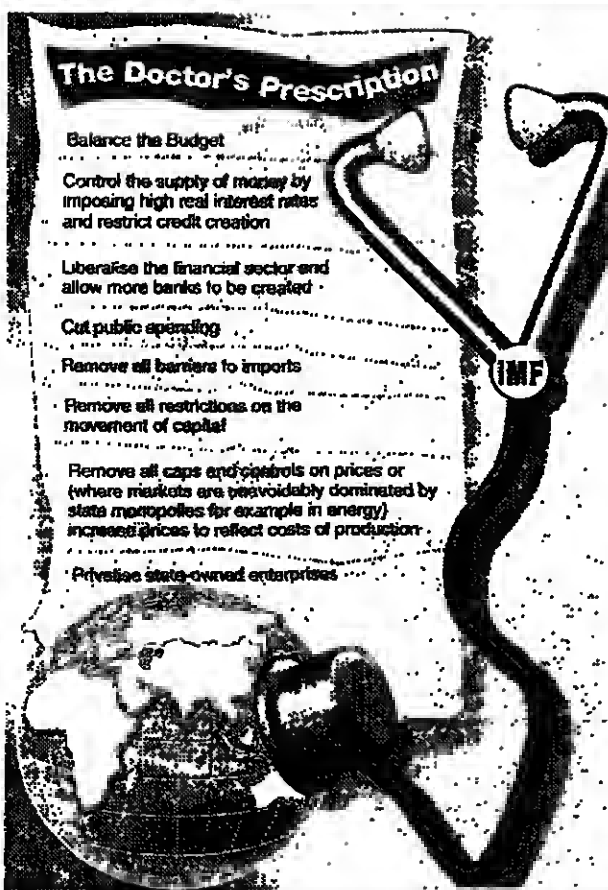 The Doctor's Prescription
Balance the Budget
Control the supply of money by
imposing high real interest rates
and restrict credit creation
Liberalise the financial sector and
allow more banks to be created
Cut public spending
Remove all barriers to imports
IMF
Remove all restrictions on the
movement of capital
Remove all caps and controls on prices or
(where markets are unavoidably dominated by
state monopolies for example in energy)
increase prices to reflect costs of production
Privatise state-owned enterprises